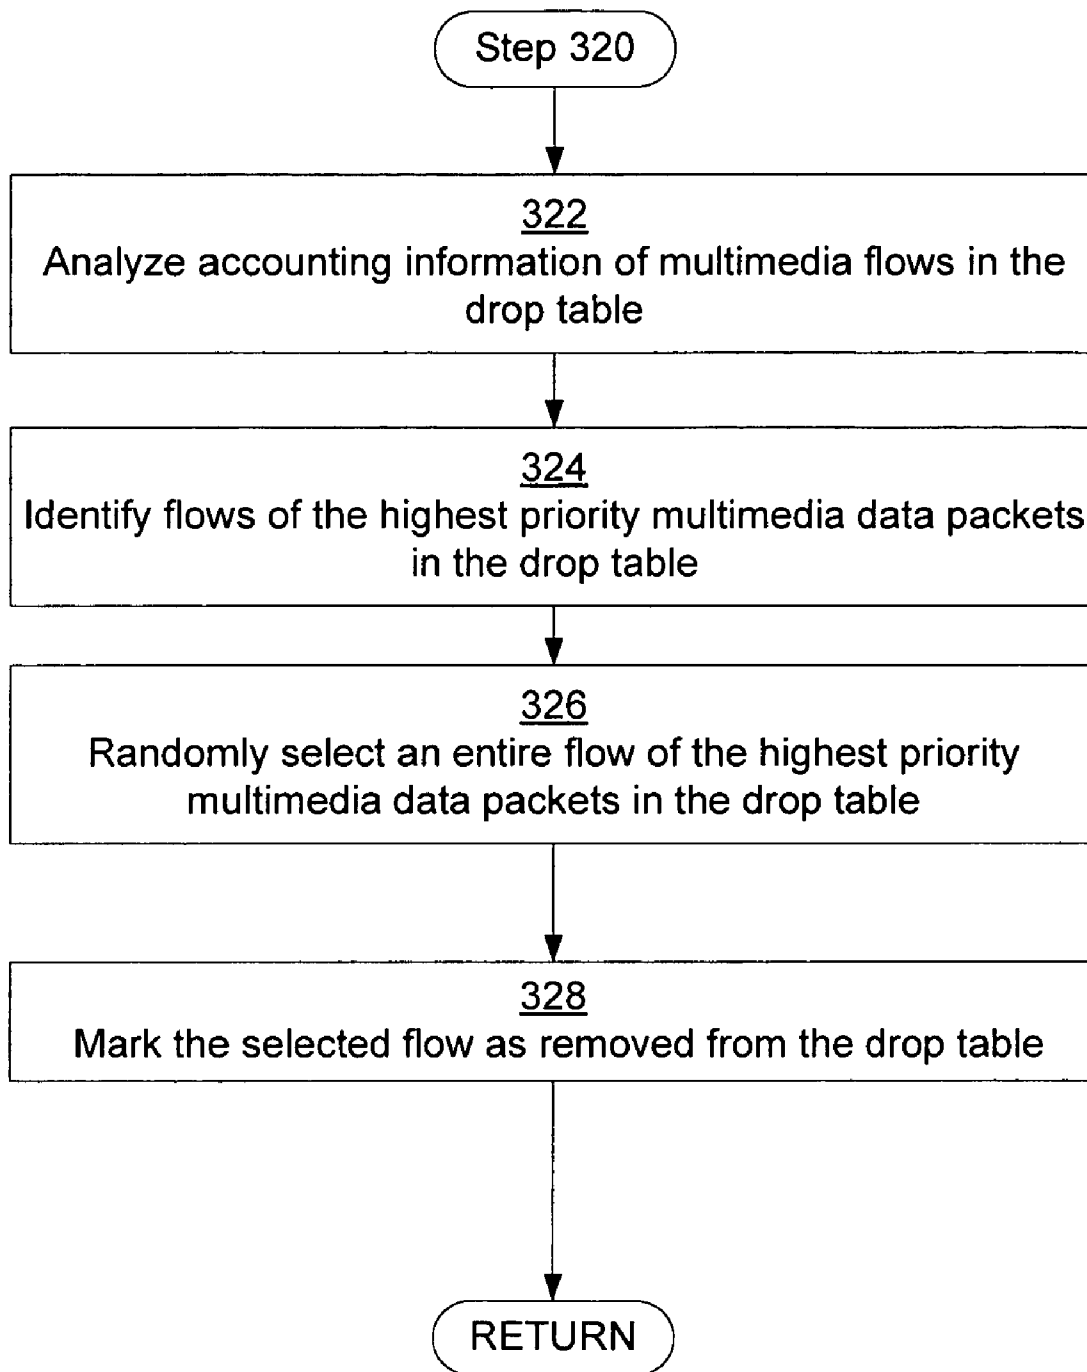 Step 320
322
Analyze accounting information of multimedia flows in the
drop table
324
Identify flows of the highest priority multimedia data packets
in the drop table
326
Randomly select an entire flow of the highest priority
multimedia data packets in the drop table
328
Mark the selected flow as removed from the drop table
RETURN